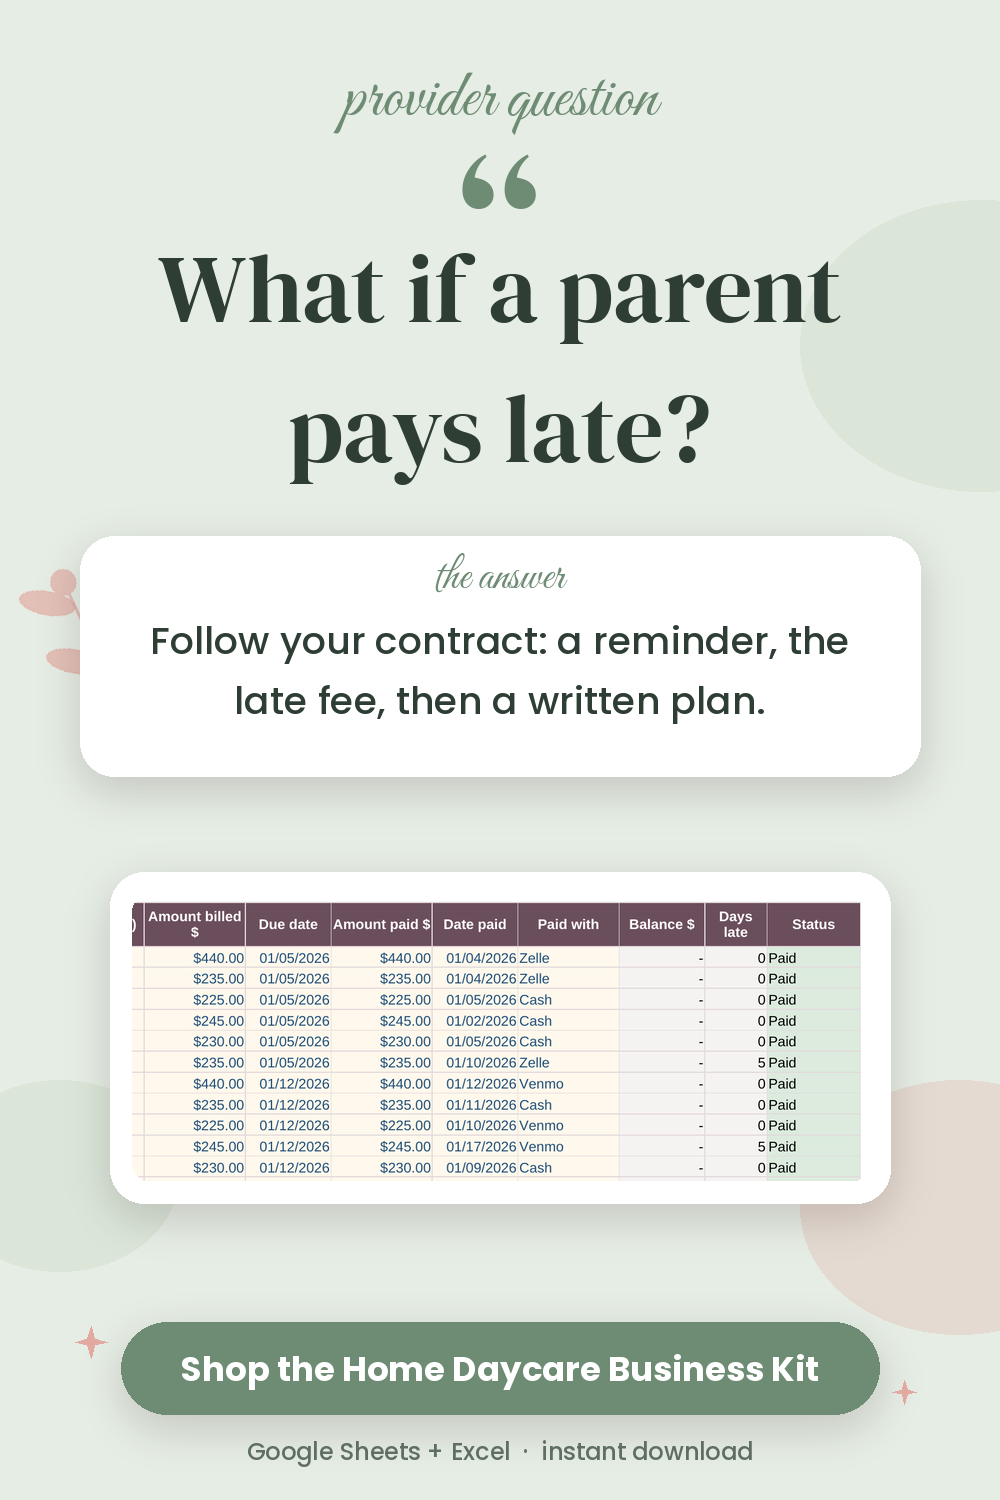 provider question
“
What if a parent
pays late?
the answer
Follow your contract: a reminder, the
late fee, then a written plan.
) Amount billed $ Due date Amount paid $ Date paid Paid with Balance $ Days late Status
$440.00 01/05/2026 $440.00 01/04/2026 Zelle - 0 Paid
$235.00 01/05/2026 $235.00 01/04/2026 Zelle - 0 Paid
$225.00 01/05/2026 $225.00 01/05/2026 Cash - 0 Paid
$245.00 01/05/2026 $245.00 01/02/2026 Cash - 0 Paid
$230.00 01/05/2026 $230.00 01/05/2026 Cash - 0 Paid
$235.00 01/05/2026 $235.00 01/10/2026 Zelle - 5 Paid
$440.00 01/12/2026 $440.00 01/12/2026 Venmo - 0 Paid
$235.00 01/12/2026 $235.00 01/11/2026 Cash - 0 Paid
$225.00 01/12/2026 $225.00 01/10/2026 Venmo - 0 Paid
$245.00 01/12/2026 $245.00 01/17/2026 Venmo - 5 Paid
$230.00 01/12/2026 $230.00 01/09/2026 Cash - 0 Paid
Shop the Home Daycare Business Kit
Google Sheets + Excel · instant download